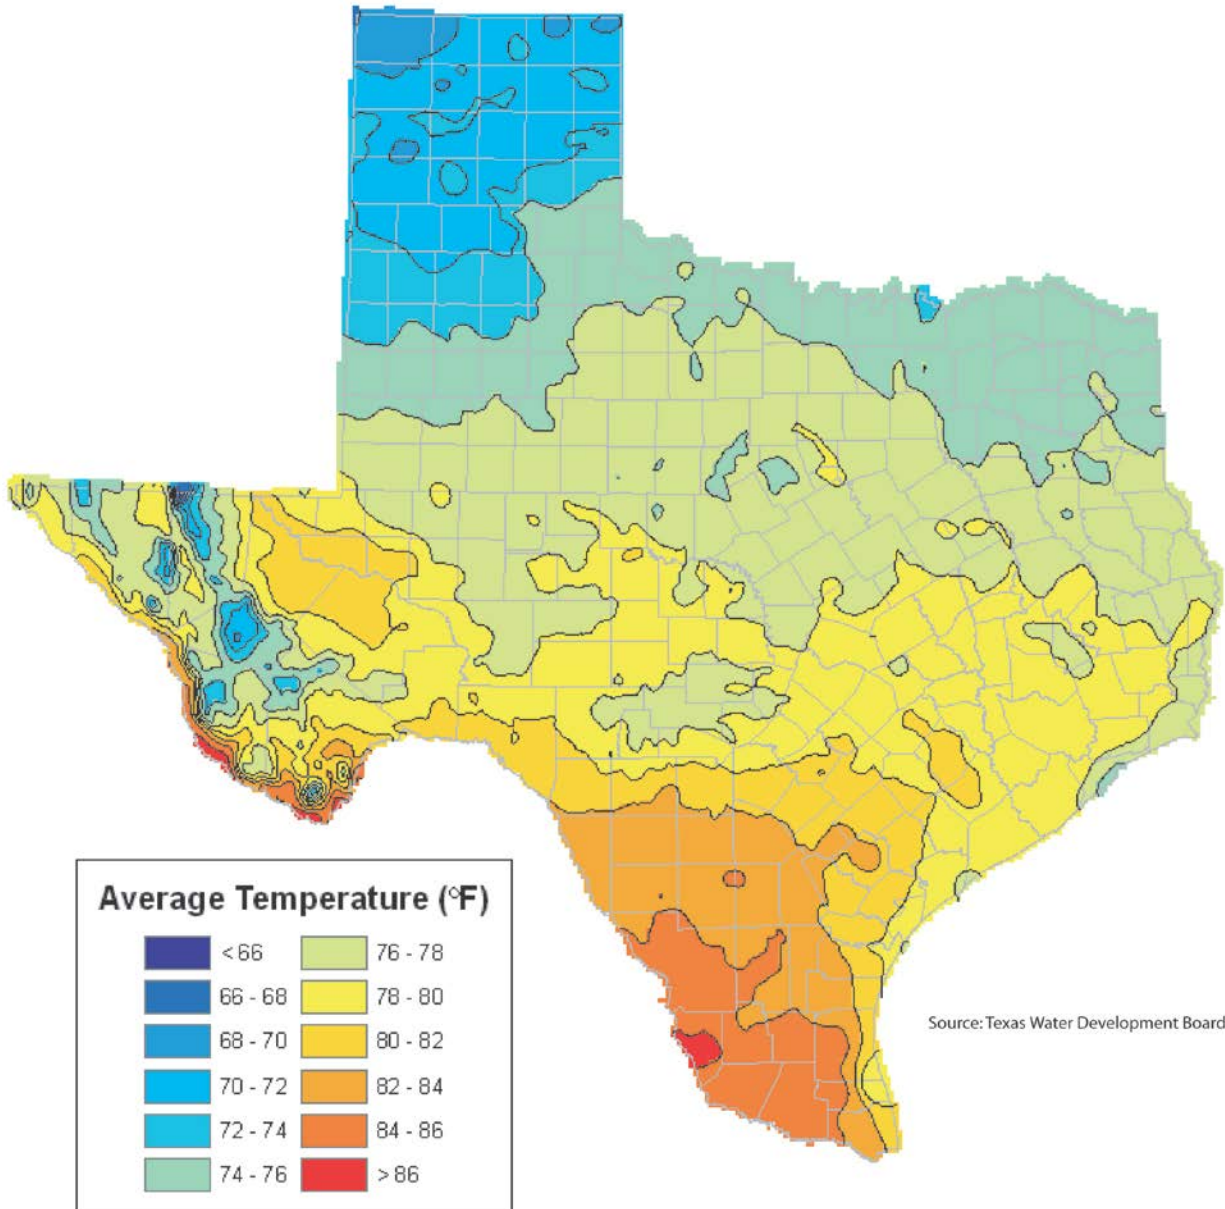 Average Temperature (°F)
< 66
66 - 68
68 - 70
70 - 72
72 - 74
74 - 76
76 - 78
78 - 80
80 - 82
82 - 84
84 - 86
> 86
Source: Texas Water Development Board